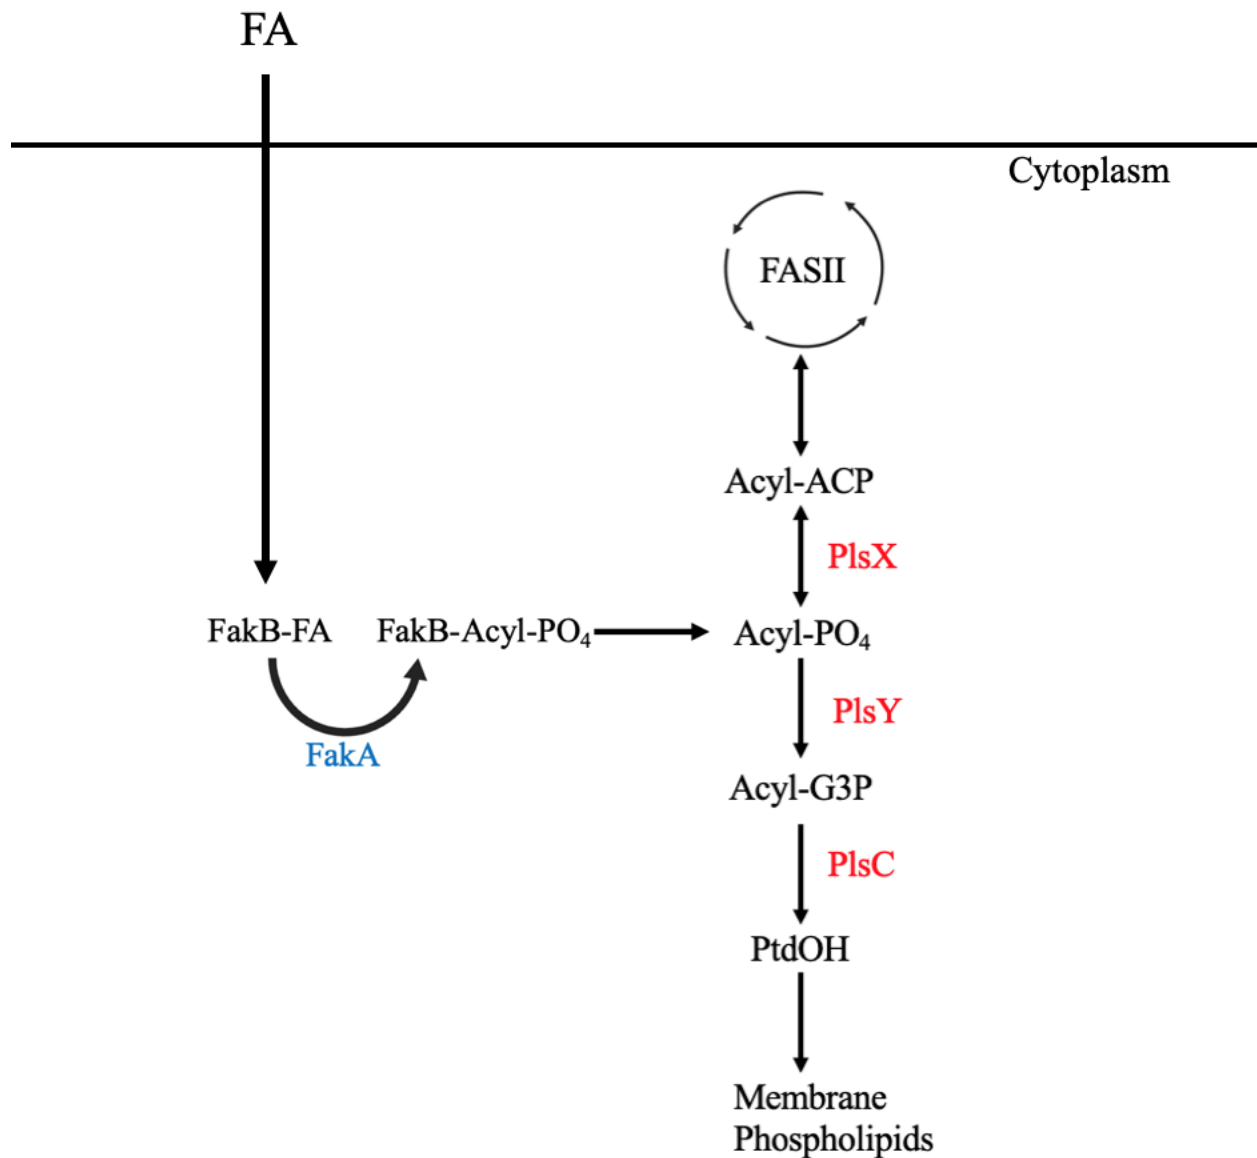 FA
Cytoplasm
FASII
Acyl-ACP
PlsX
FakB-FA FakB-Acyl-PO₄ Acyl-PO₄
PlsY
FakA
Acyl-G3P
PlsC
PtdOH
Membrane
Phospholipids